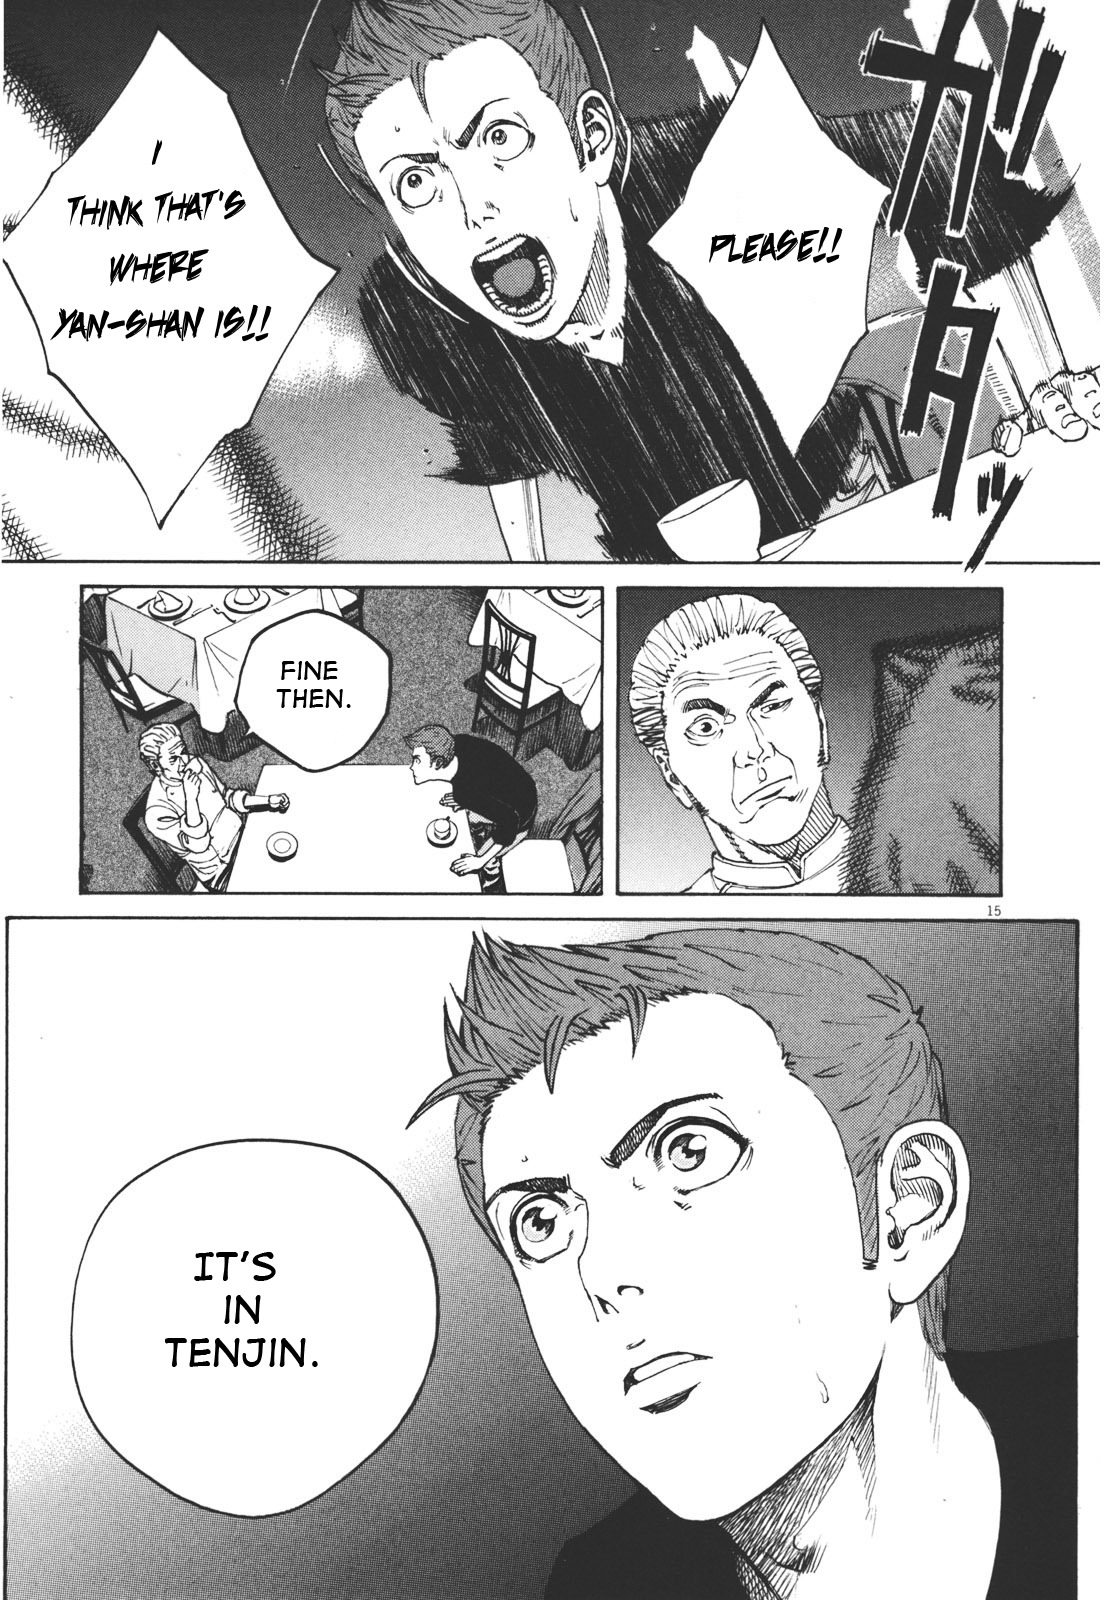 PLEASE!!
ガタッ
I
THINK THAT'S
WHERE
YAN-SHAN IS!!
FINE
THEN.
15
IT'S
IN
TENJIN.